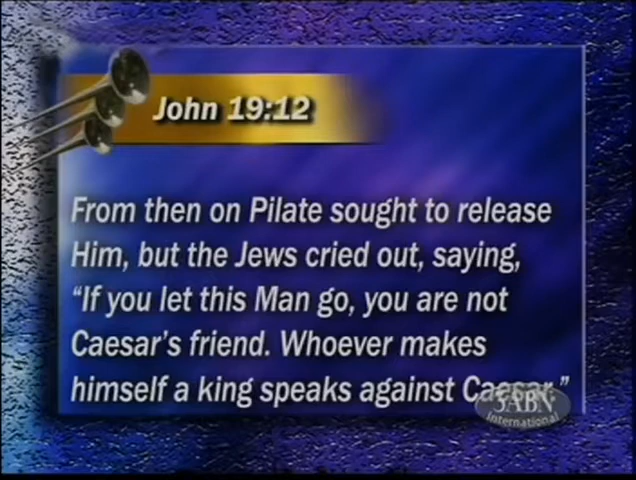 John 19:12
From then on Pilate sought to release
Him, but the Jews cried out, saying,
“If you let this Man go, you are not
Caesar’s friend. Whoever makes
himself a king speaks against Caesar.”
3ABN
International